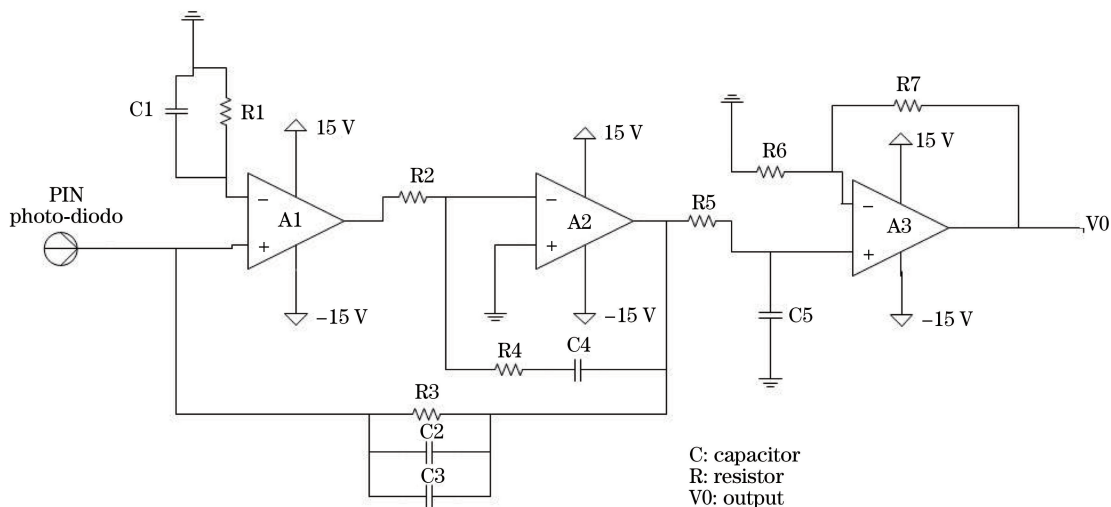 C1
R1
15 V
PIN
photo-diodo
−
A1
+
−15 V
R2
15 V
−
A2
+
−15 V
R4
C4
R3
C2
C3
R5
R6
R7
15 V
−
A3
+
V0
−15 V
C5
C: capacitor
R: resistor
V0: output